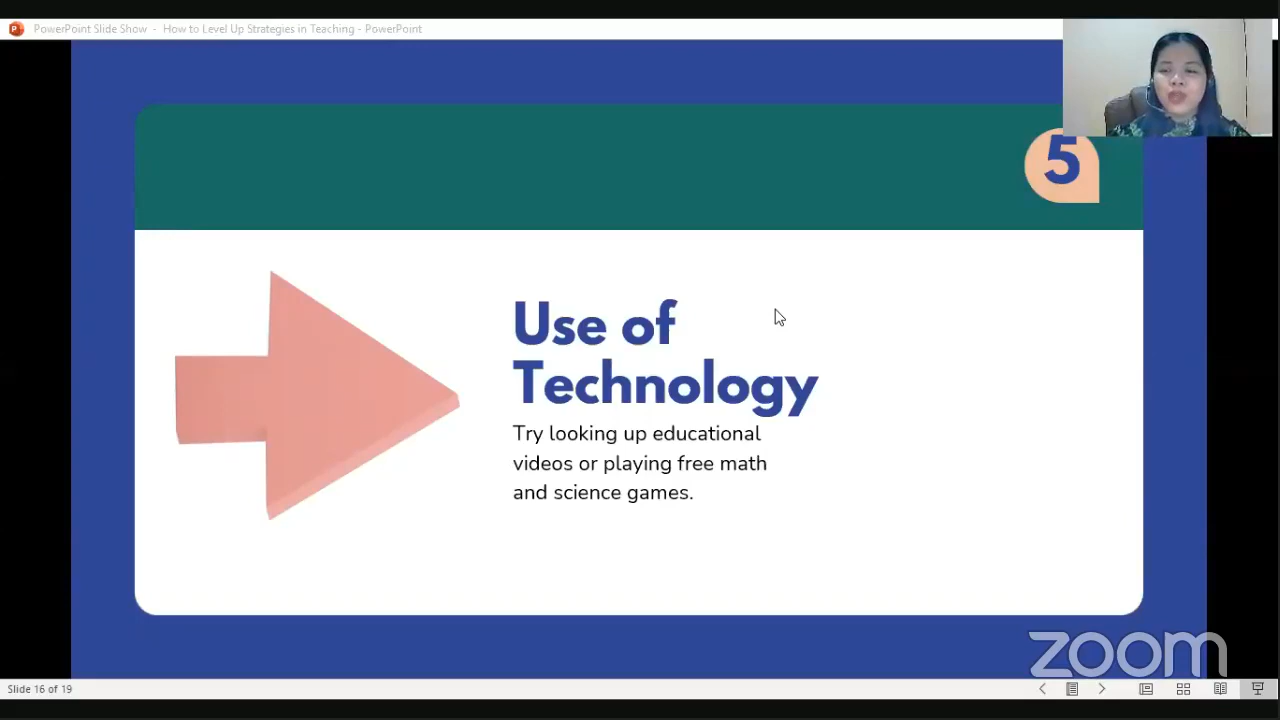 PowerPoint Slide Show - How to Level Up Strategies in Teaching - PowerPoint
5
Use of
Technology
Try looking up educational
videos or playing free math
and science games.
zoom
Slide 16 of 19